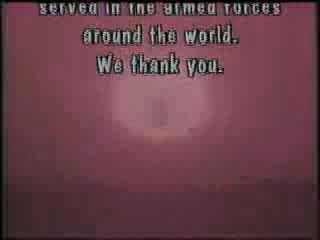 served in the armed forces
around the world.
We thank you.